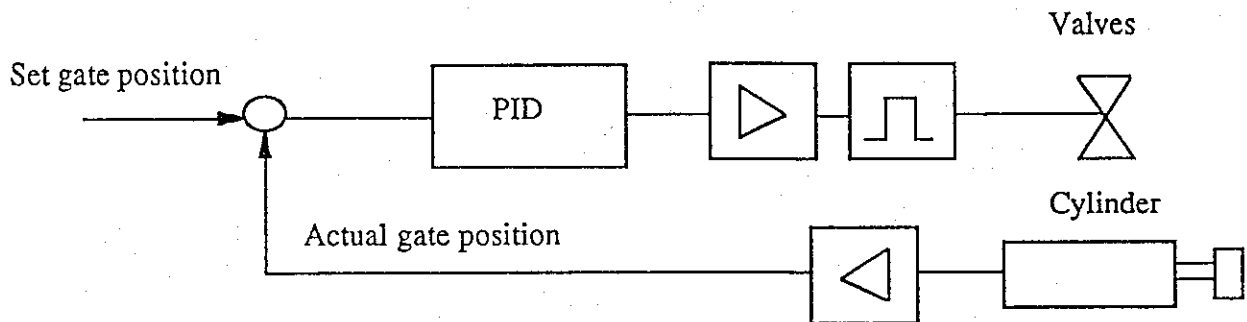 Valves
Set gate position
PID
Cylinder
Actual gate position